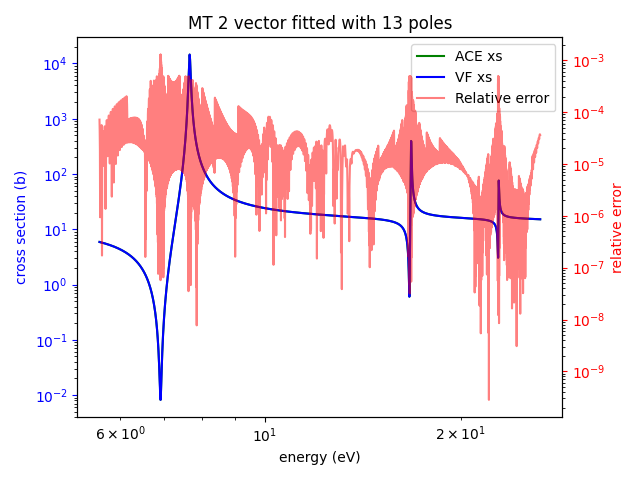 MT 2 vector fitted with 13 poles
cross section (b)
10⁴
10³
10²
10¹
10⁰
10⁻¹
10⁻²
ACE xs
VF xs
Relative error
10⁻³
10⁻⁴
10⁻⁵
10⁻⁶
10⁻⁷
10⁻⁸
10⁻⁹
relative error
6 × 10⁰
10¹
2 × 10¹
energy (eV)